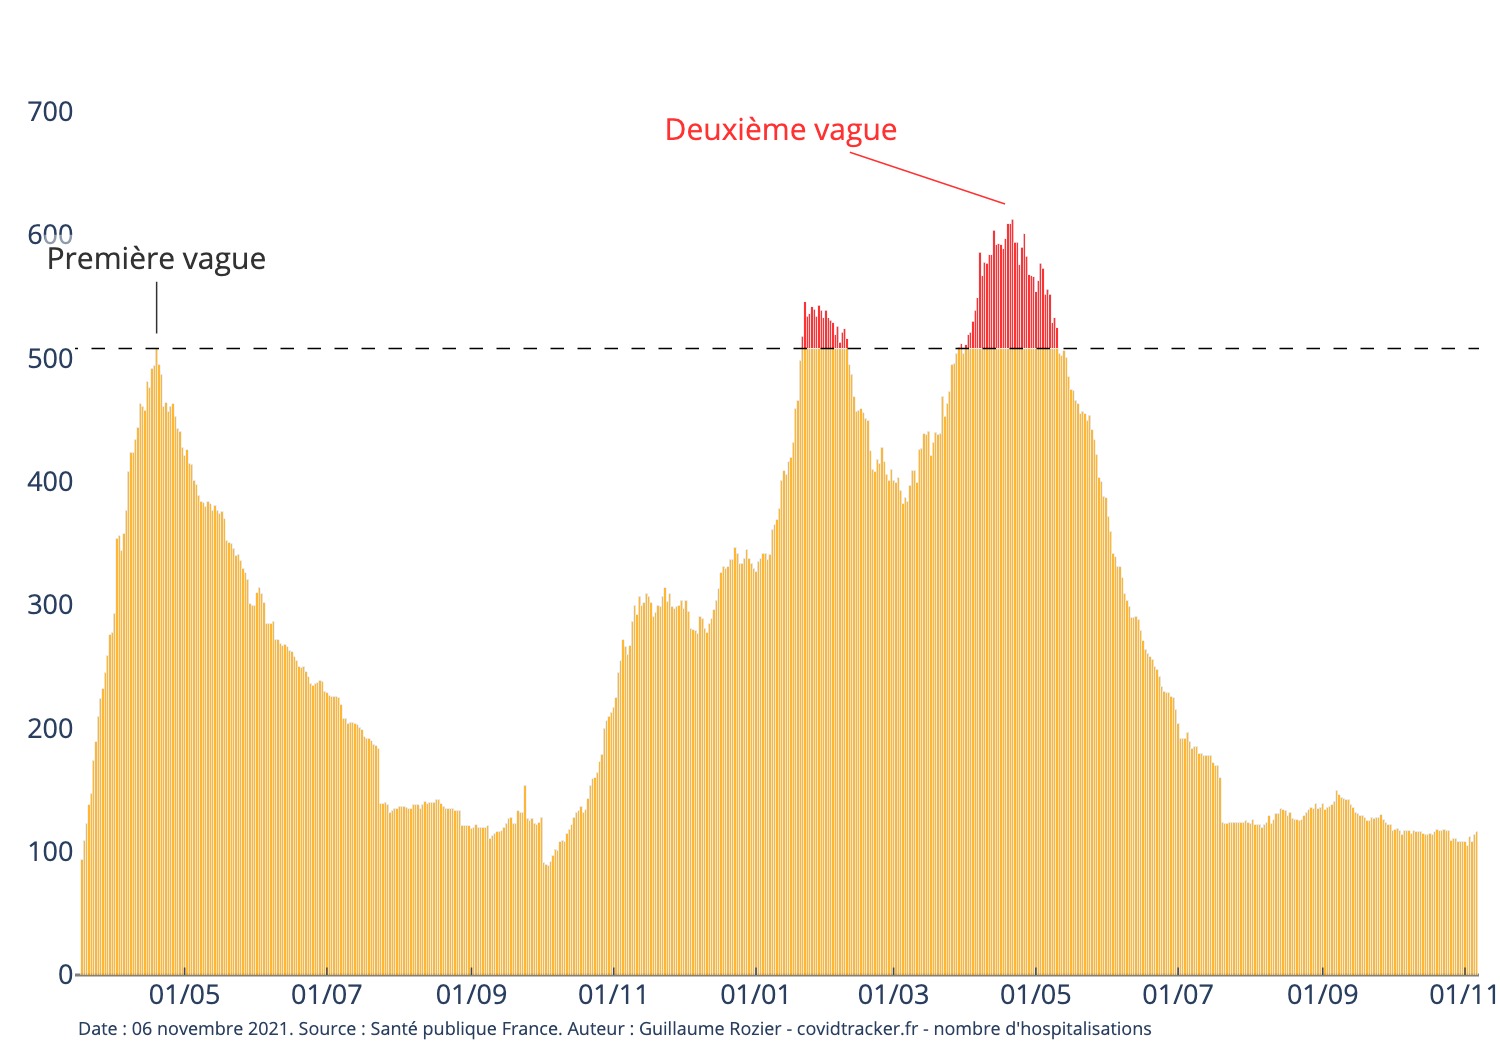 700
Deuxième vague
600
Première vague
500
400
300
200
100
0
01/05 01/07 01/09 01/11 01/01 01/03 01/05 01/07 01/09 01/11
Date : 06 novembre 2021. Source : Santé publique France. Auteur : Guillaume Rozier - covidtracker.fr - nombre d'hospitalisations